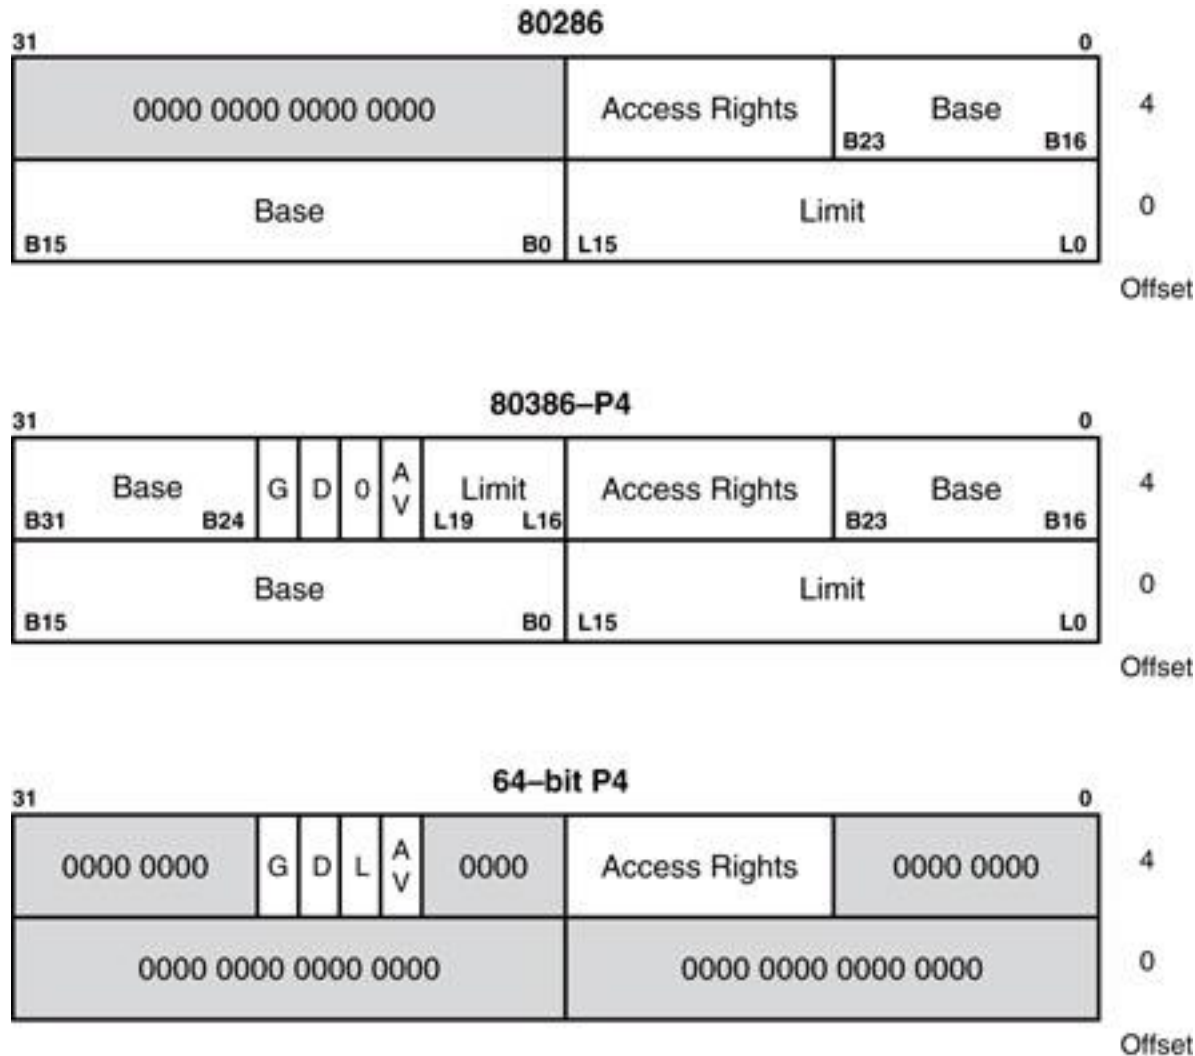 80286
31 0
0000 0000 0000 0000 Access Rights Base 4
B23 B16
Base Limit 0
B15 B0 L15 L0
Offset
80386–P4
31 0
Base G D 0 A V Limit Access Rights Base 4
B31 B24 L19 L16 B23 B16
Base Limit 0
B15 B0 L15 L0
Offset
64–bit P4
31 0
0000 0000 G D L A V 0000 Access Rights 0000 0000 4
0000 0000 0000 0000 0000 0000 0000 0000 0
Offset